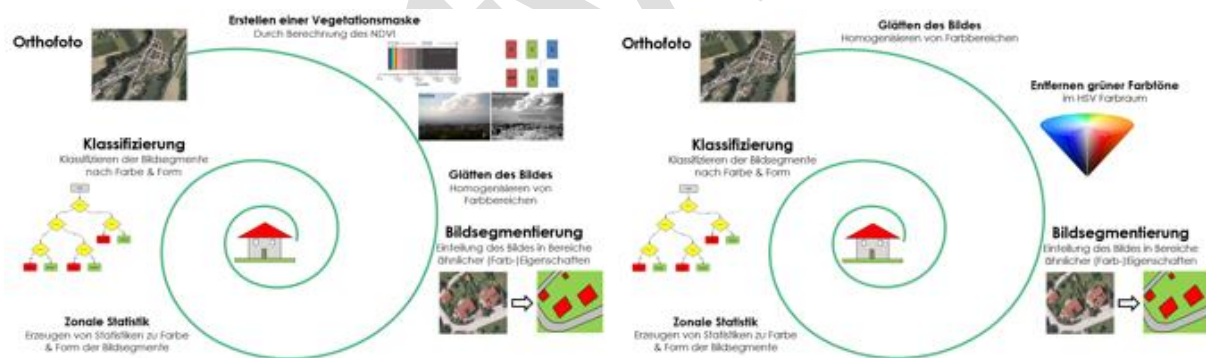 Orthofoto
Erstellen einer Vegetationsmaske
Durch Berechnung des NDVI
Glätten des Bildes
Homogenisieren von
Farbbereichen
Bildsegmentierung
Einteilung des Bildes in Bereiche
ähnlicher (Farb-)Eigenschaften
Zonale Statistik
Erzeugen von Statistiken zu Farbe
& Form der Bildsegmente
Klassifizierung
Klassifizieren der Bildsegmente
nach Farbe & Form
Orthofoto
Glätten des Bildes
Homogenisieren von Farbbereichen
Entfernen grüner Farbtöne
im HSV Farbraum
Bildsegmentierung
Einteilung des Bildes in Bereiche
ähnlicher (Farb-)Eigenschaften
Zonale Statistik
Erzeugen von Statistiken zu Farbe
& Form der Bildsegmente
Klassifizierung
Klassifizieren der Bildsegmente
nach Farbe & Form